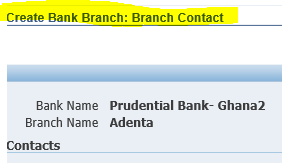 Create Bank Branch: Branch Contact
Bank Name Prudential Bank- Ghana2
Branch Name Adenta
Contacts